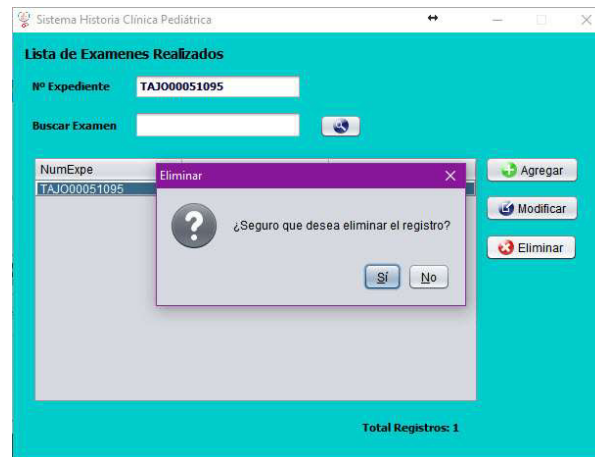 Sistema Historia Clínica Pediátrica
Lista de Examenes Realizados
Nº Expediente TAJO00051095
Buscar Examen
NumExpe
Eliminar
Agregar
TAJO00051095
¿Seguro que desea eliminar el registro?
Modificar
Eliminar
Sí No
Total Registros: 1